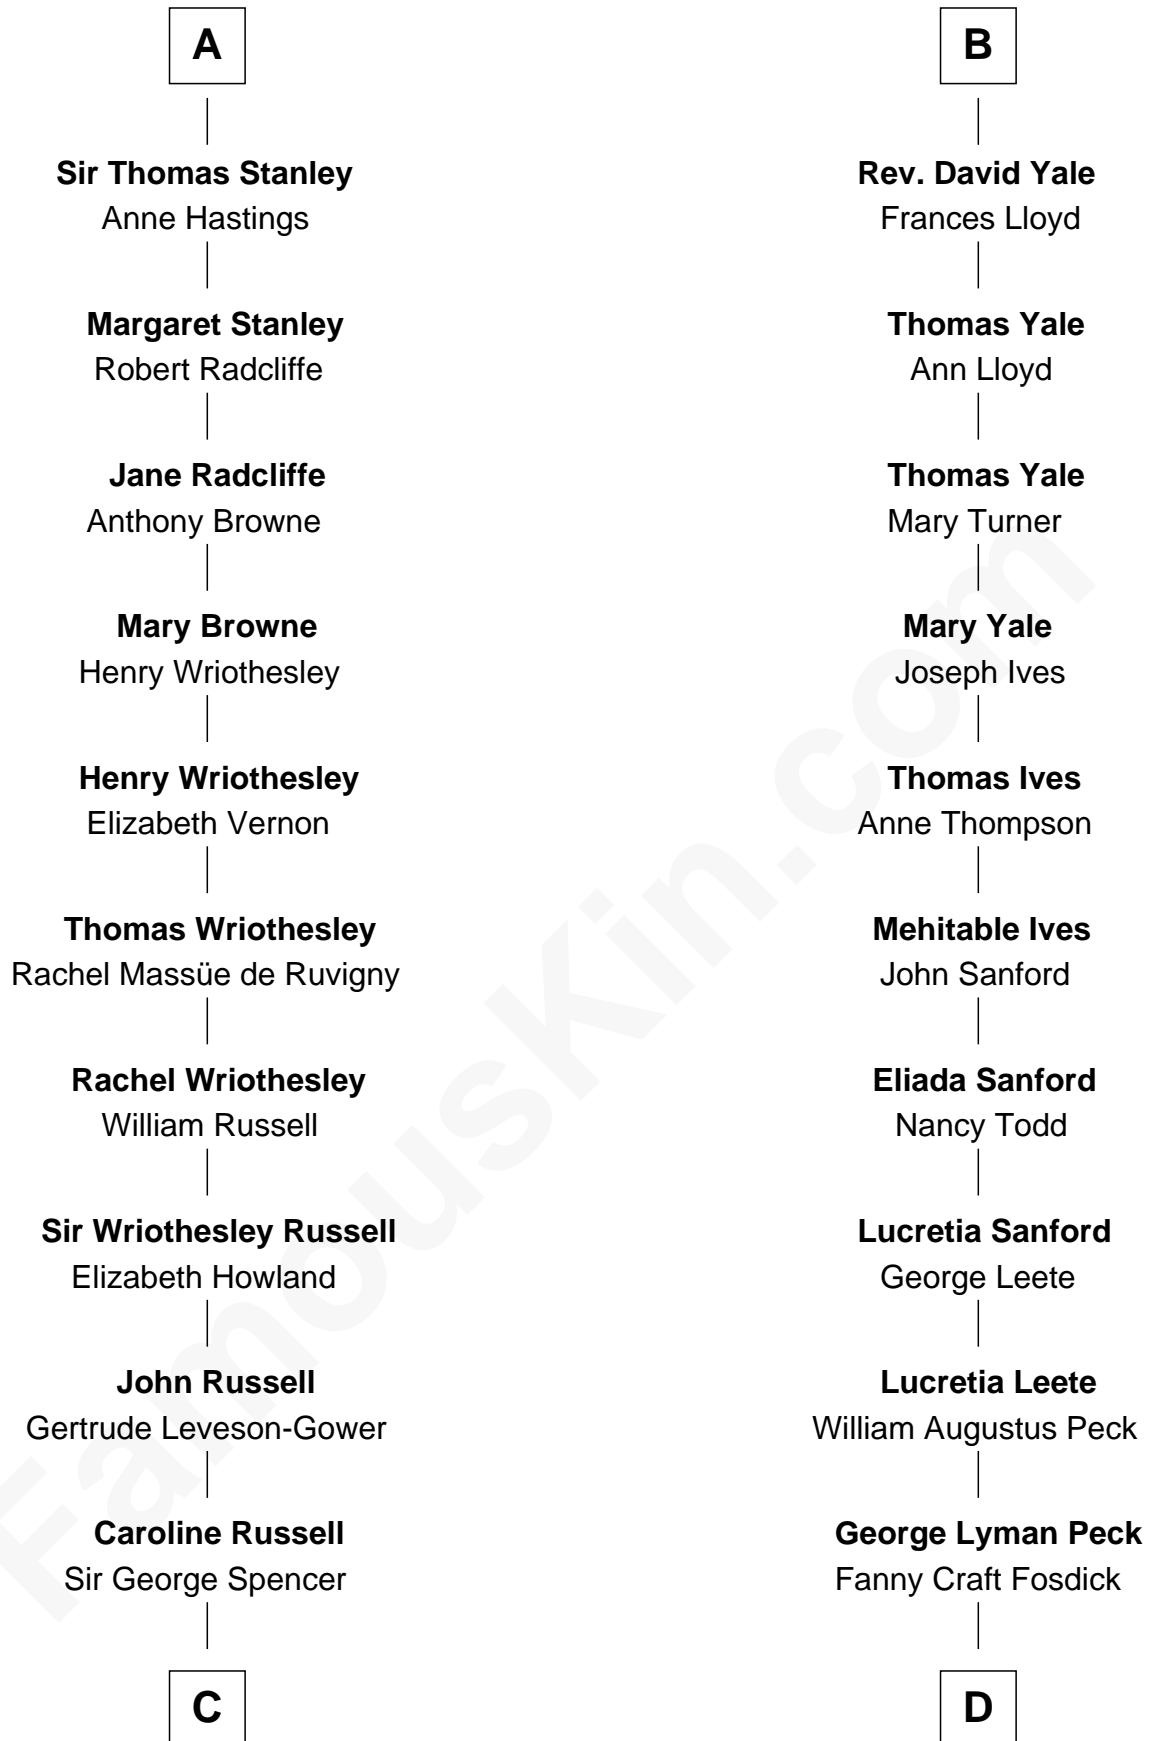 A
Sir Thomas Stanley
Anne Hastings
Margaret Stanley
Robert Radcliffe
Jane Radcliffe
Anthony Browne
Mary Browne
Henry Wriothesley
Henry Wriothesley
Elizabeth Vernon
Thomas Wriothesley
Rachel Massüe de Ruvigny
Rachel Wriothesley
William Russell
Sir Wriothesley Russell
Elizabeth Howland
John Russell
Gertrude Leveson-Gower
Caroline Russell
Sir George Spencer
C
B
Rev. David Yale
Frances Lloyd
Thomas Yale
Ann Lloyd
Thomas Yale
Mary Turner
Mary Yale
Joseph Ives
Thomas Ives
Anne Thompson
Mehitable Ives
John Sanford
Eliada Sanford
Nancy Todd
Lucretia Sanford
George Leete
Lucretia Leete
William Augustus Peck
George Lyman Peck
Fanny Craft Fosdick
D
FamousKin.com